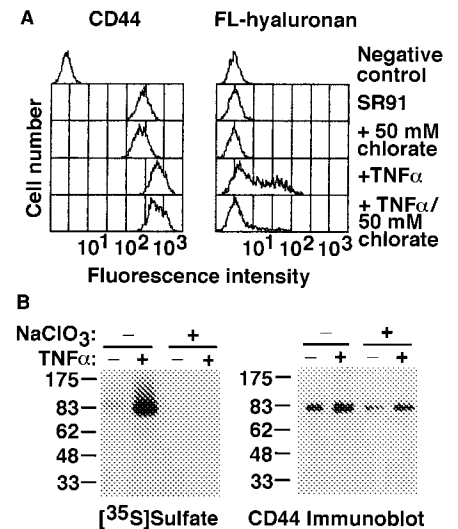 A
CD44
FL-hyaluronan
Negative control
SR91
+ 50 mM chlorate
+TNFα
+ TNFα/ 50 mM chlorate
Cell number
10¹ 10² 10³
10¹ 10² 10³
Fluorescence intensity
B
NaClO₃: − +
− +
TNFα: − + − +
− + − +
175
83
62
48
33
175
83
62
48
33
[³⁵S]Sulfate
CD44 Immunoblot